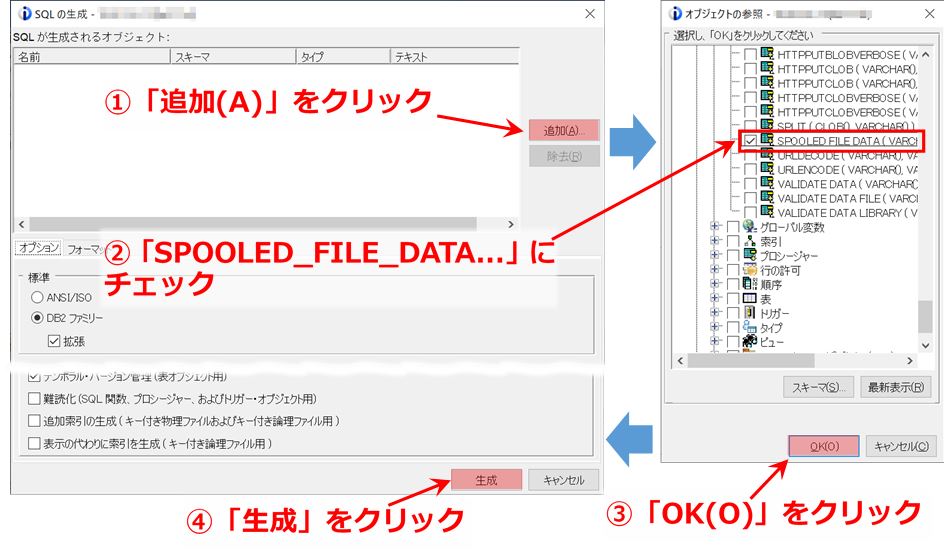 SQL の生成 -
SQL が生成されるオブジェクト:
名前 スキーマ タイプ テキスト
①「追加(A)」をクリック
追加(A)...
除去(R)
オプション フォーマッ
②「SPOOLED_FILE_DATA...」に
チェック
標準
ANSI/ISO
DB2 ファミリー
拡張
テンポラル・バージョン管理 (表オブジェクト用)
難読化 (SQL 関数、プロシージャー、およびトリガー・オブジェクト用)
追加索引の生成 ( キー付き物理ファイルおよびキー付き論理ファイル用 )
表示の代わりに索引を生成 ( キー付き論理ファイル用 )
生成 キャンセル
④「生成」をクリック
オブジェクトの参照 -
選択し、「OK」をクリックしてください
HTTPPUTBLOBVERBOSE ( VA
HTTPPUTCLOB ( VARCHAR(),
HTTPPUTCLOB ( VARCHAR(),
HTTPPUTCLOBVERBOSE ( VA
HTTPPUTCLOBVERBOSE ( VA
SPLIT ( CLOB(), VARCHAR() )
SPOOLED_FILE_DATA ( VARCH
URLDECODE ( VARCHAR(), VA
URLENCODE ( VARCHAR(), VA
VALIDATE_DATA ( VARCHAR()
VALIDATE_DATA_FILE ( VARC
VALIDATE_DATA_LIBRARY ( V
グローバル変数
索引
プロシージャー
行の許可
順序
表
トリガー
タイプ
ビュー
スキーマ(S)... 最新表示(R)
OK(O) キャンセル(C)
③「OK(O)」をクリック